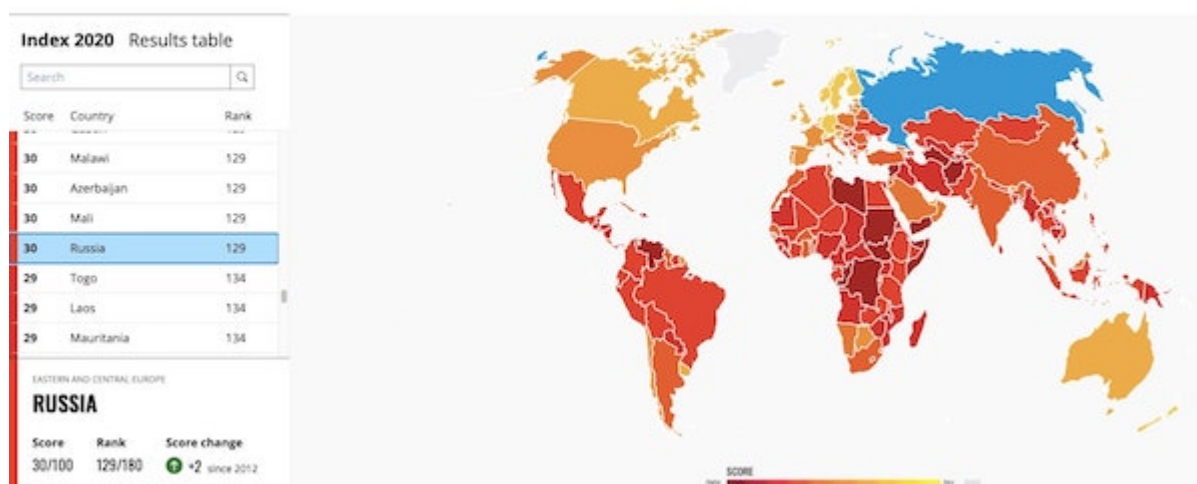 Index 2020 Results table
Search
Score Country Rank
30 Malawi 129
30 Azerbaijan 129
30 Mali 129
30 Russia 129
29 Togo 134
29 Laos 134
29 Mauritania 134
EASTERN AND CENTRAL EUROPE
RUSSIA
Score Rank Score change
30/100 129/180 +2 since 2012
SCORE